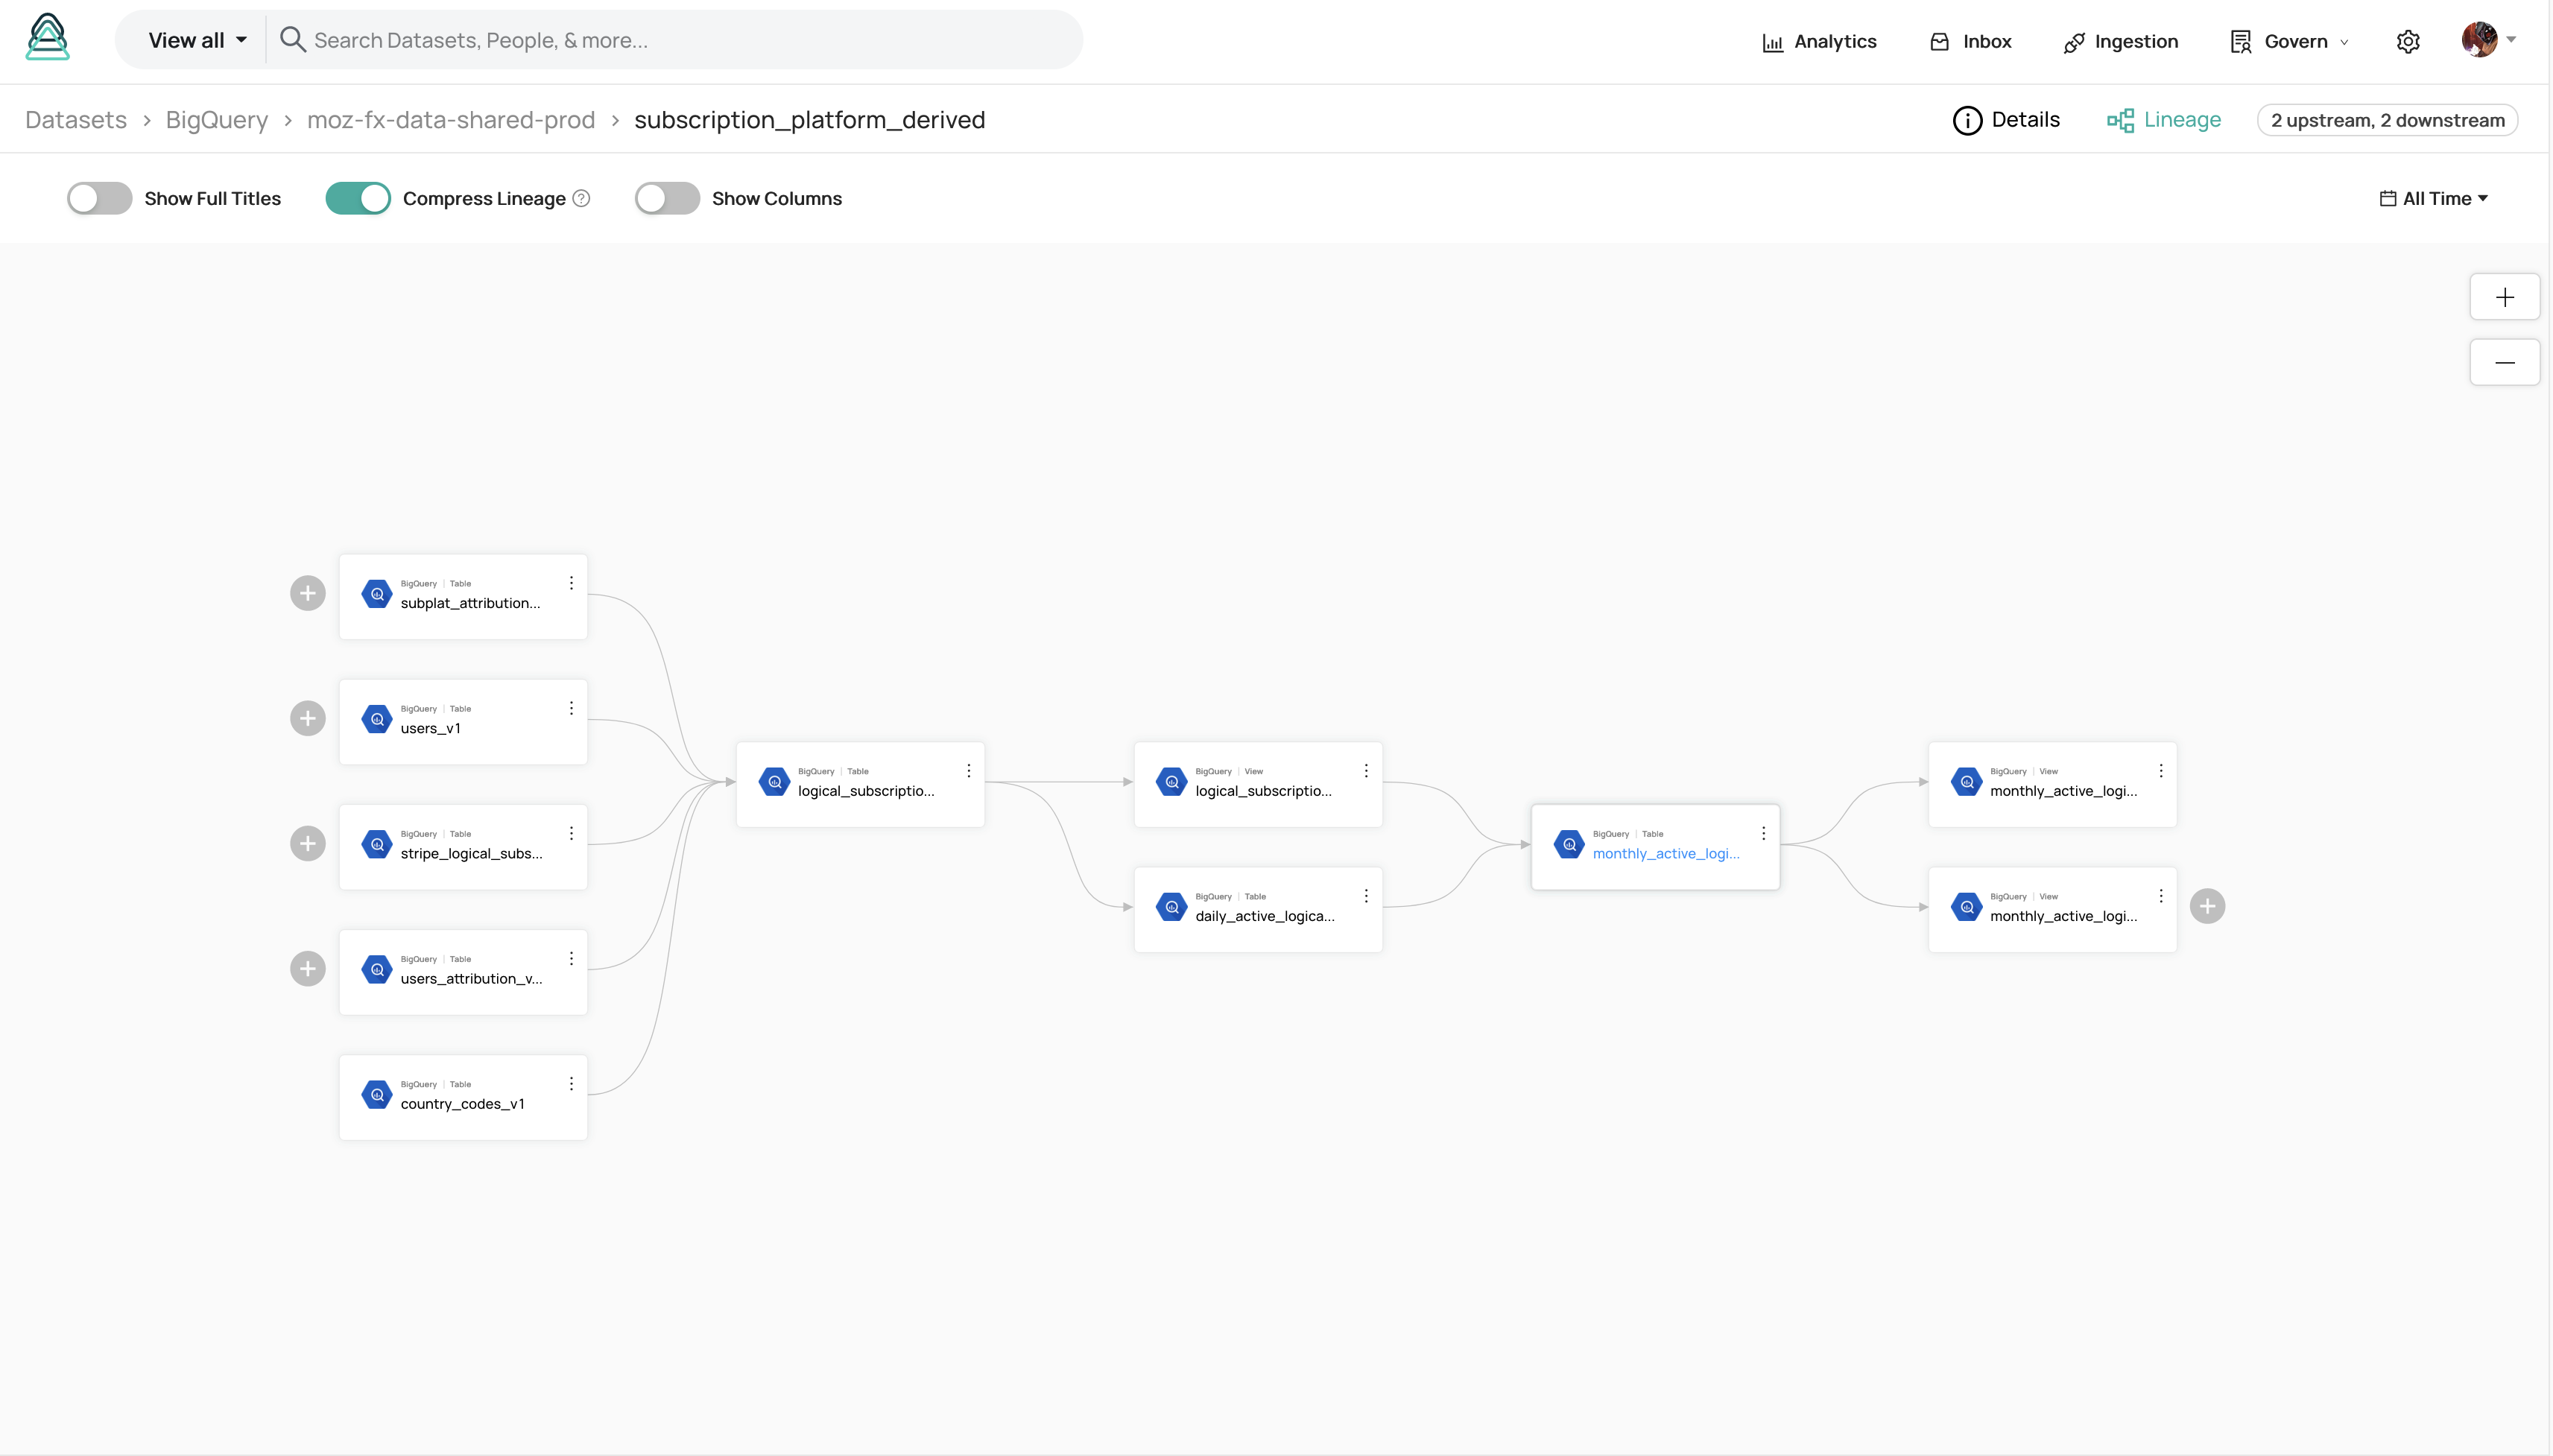 View all
Search Datasets, People, & more...
Analytics
Inbox
Ingestion
Govern
Datasets > BigQuery > moz-fx-data-shared-prod > subscription_platform_derived
Details
Lineage
2 upstream, 2 downstream
Show Full Titles
Compress Lineage
Show Columns
All Time
BigQuery | Table
subplat_attribution...
BigQuery | Table
users_v1
BigQuery | Table
stripe_logical_subs...
BigQuery | Table
users_attribution_v...
BigQuery | Table
country_codes_v1
BigQuery | Table
logical_subscriptio...
BigQuery | View
logical_subscriptio...
BigQuery | Table
daily_active_logica...
BigQuery | Table
monthly_active_logi...
BigQuery | View
monthly_active_logi...
BigQuery | View
monthly_active_logi...